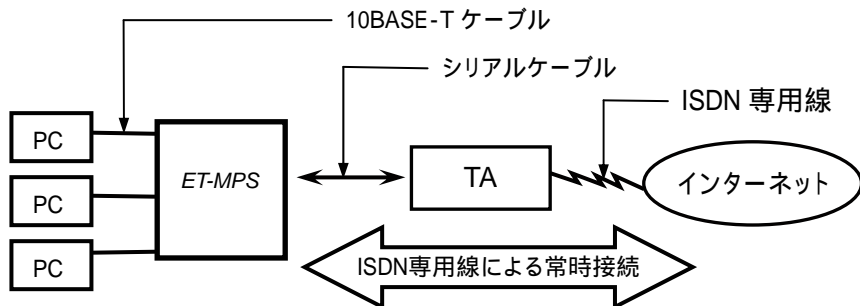 10BASE-T ケーブル
シリアルケーブル
ISDN 専用線
PC
ET-MPS
TA
インターネット
PC
PC
ISDN専用線による常時接続